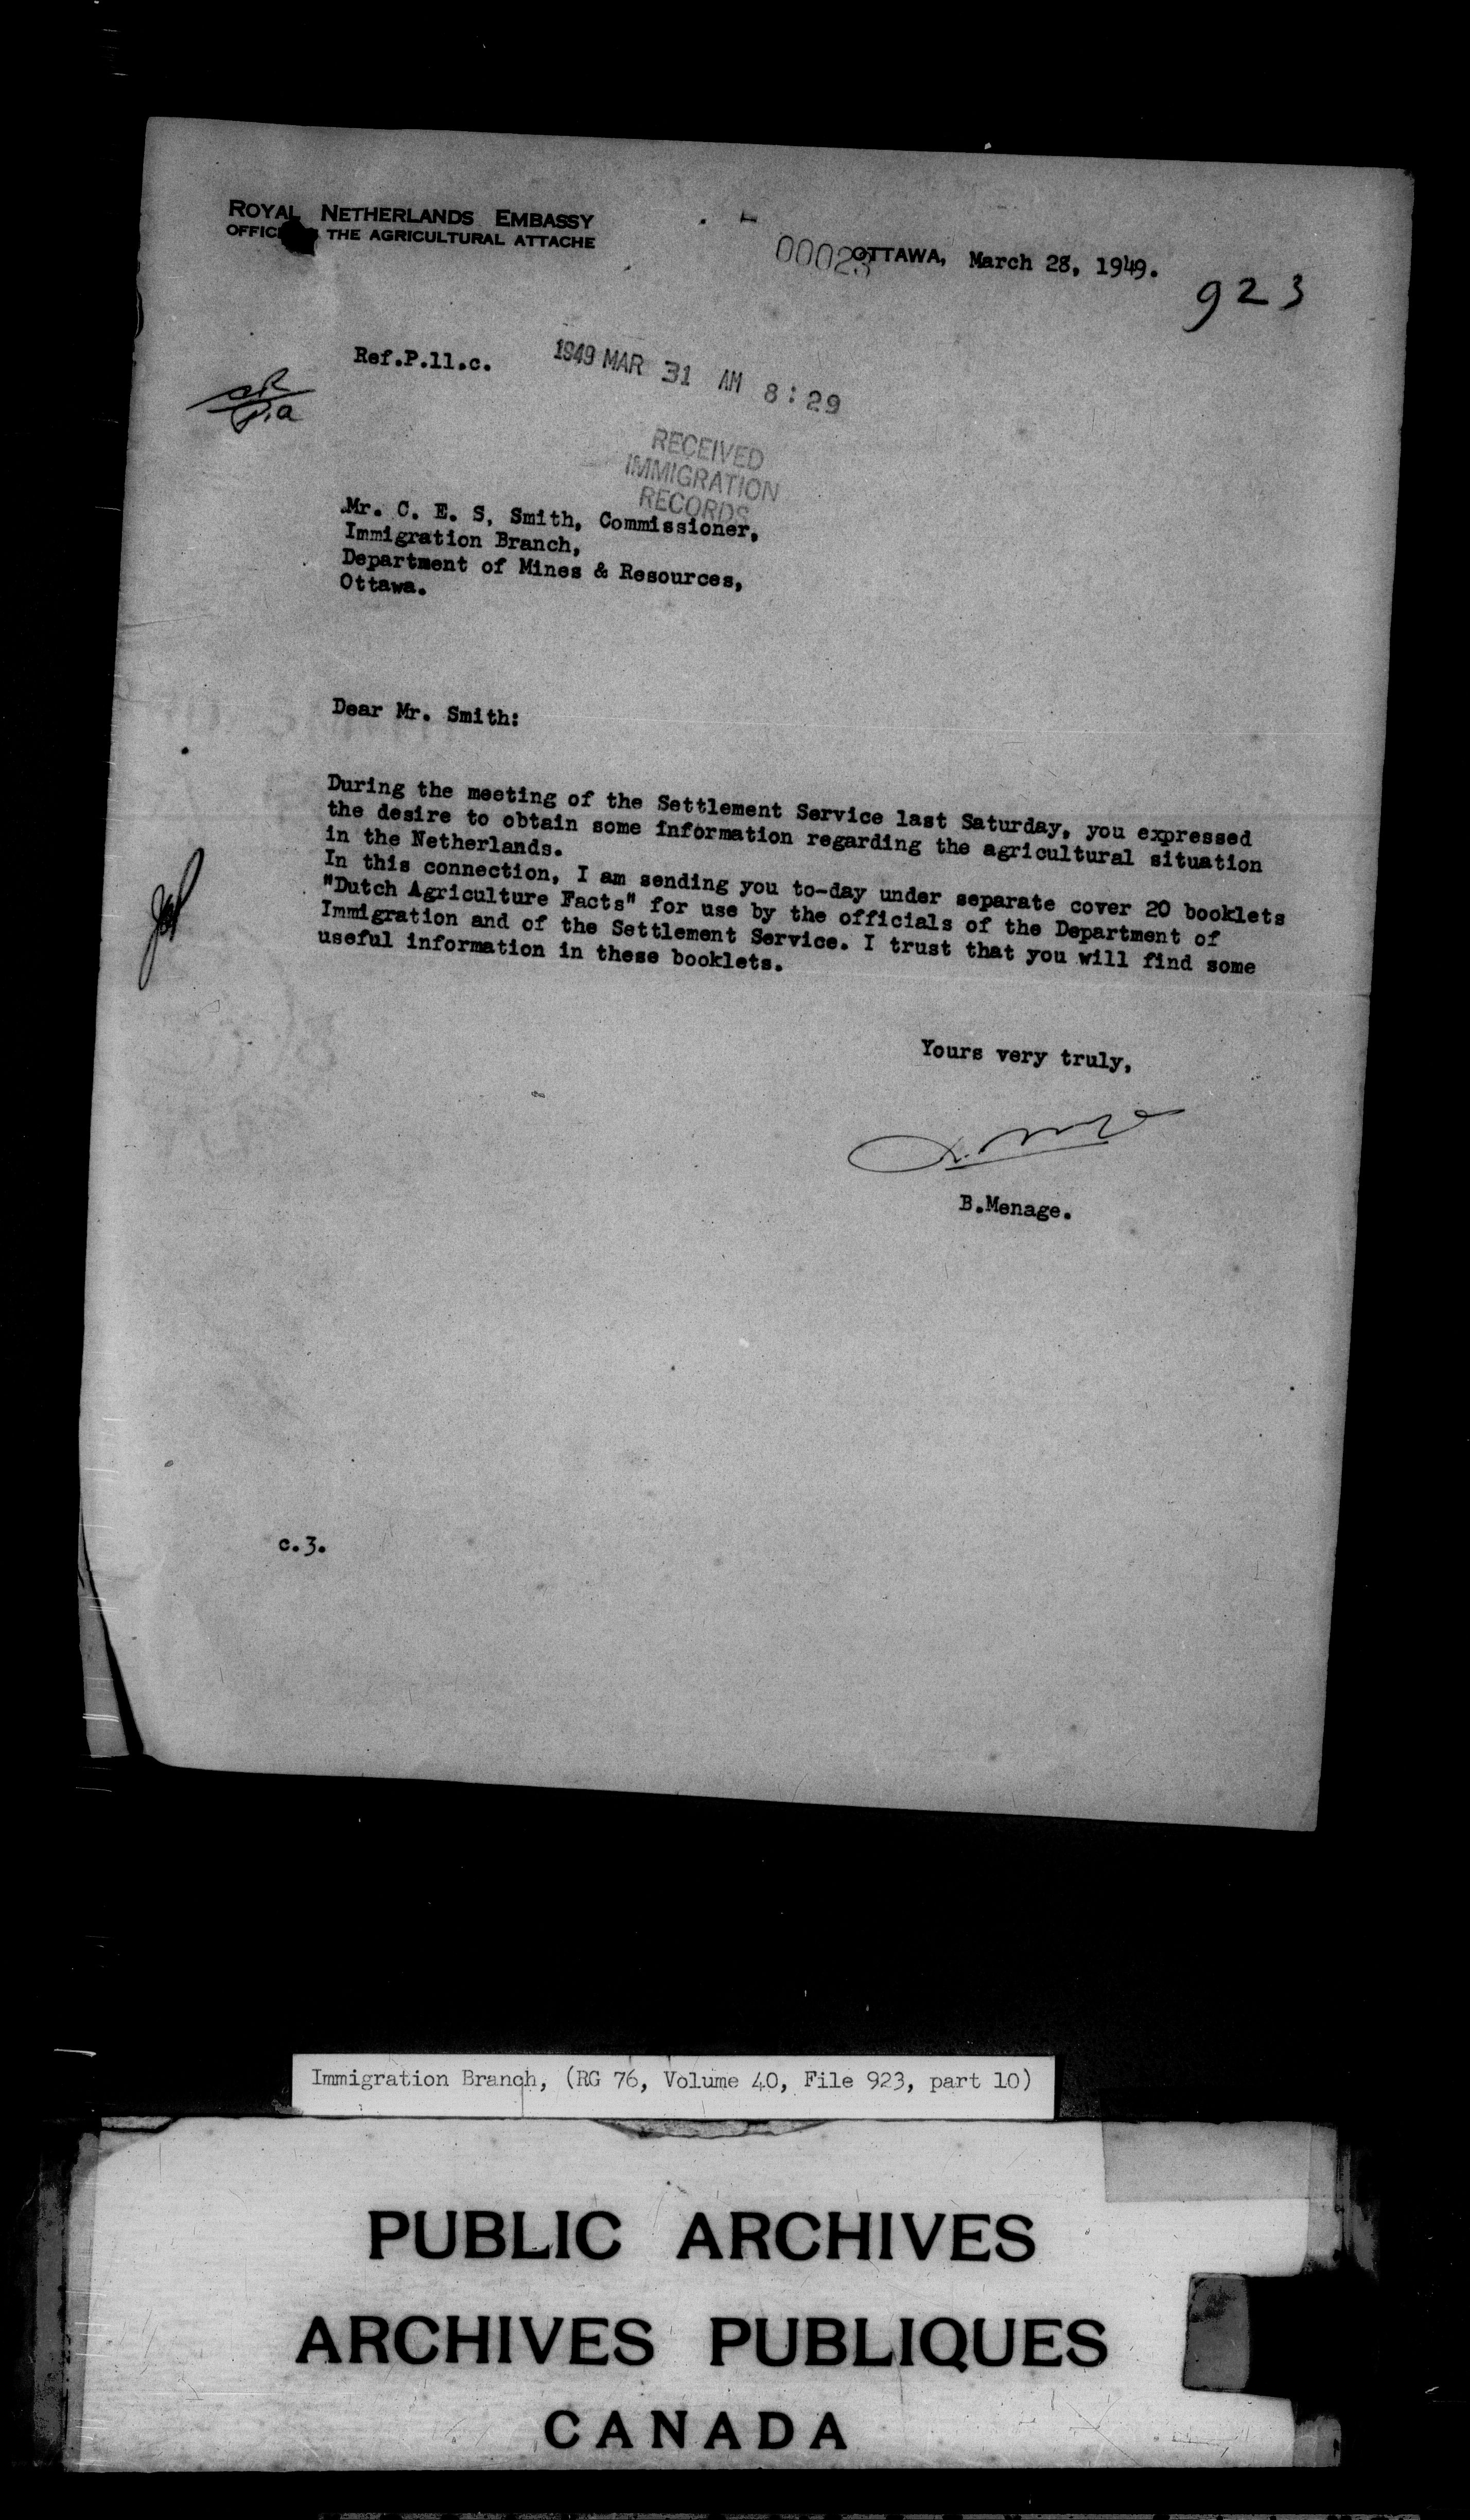 ROYAL NETHERLANDS EMBASSY
OFFICE THE AGRICULTURAL ATTACHE
00023
OTTAWA, March 28, 1949.
923
Ref.P.11.c.
1949 MAR 31 AM 8:29
RECEIVED
IMMIGRATION
RECORDS
Mr. C. E. S. Smith, Commissioner,
Immigration Branch,
Department of Mines & Resources,
Ottawa.
Dear Mr. Smith:
During the meeting of the Settlement Service last Saturday, you expressed
the desire to obtain some information regarding the agricultural situation
in the Netherlands.
In this connection, I am sending you to-day under separate cover 20 booklets
"Dutch Agriculture Facts" for use by the officials of the Department of
Immigration and of the Settlement Service. I trust that you will find some
useful information in these booklets.
Yours very truly,
B.Menage.
c.3.
Immigration Branch, (RG 76, Volume 40, File 923, part 10)
PUBLIC ARCHIVES
ARCHIVES PUBLIQUES
CANADA